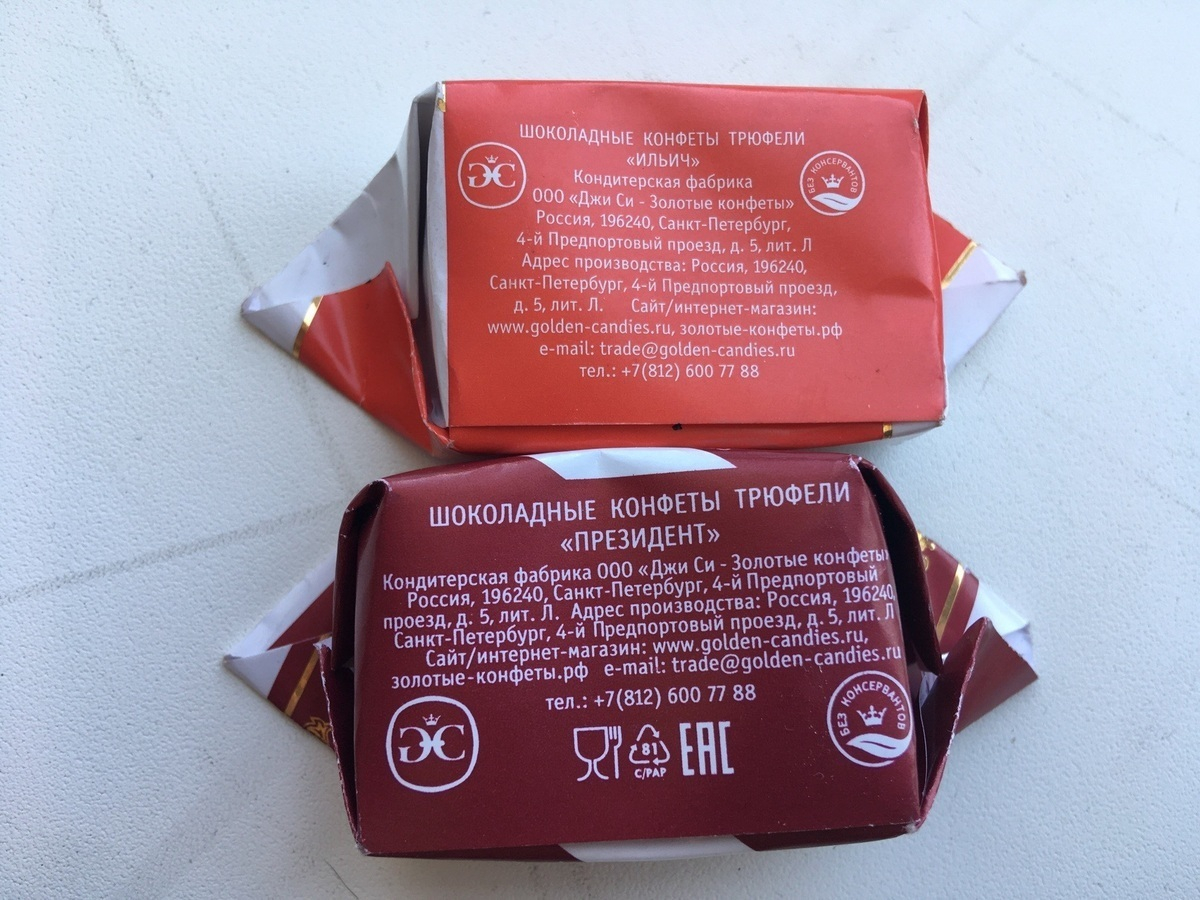 ШОКОЛАДНЫЕ КОНФЕТЫ ТРЮФЕЛИ
«ИЛЬИЧ»
БЕЗ КОНСЕРВАНТОВ
Кондитерская фабрика
ООО «Джи Си - Золотые конфеты»
Россия, 196240, Санкт-Петербург,
4-й Предпортовый проезд, д. 5, лит. Л
Адрес производства: Россия, 196240,
Санкт-Петербург, 4-й Предпортовый проезд,
д. 5, лит. Л. Сайт/интернет-магазин:
www.golden-candies.ru, золотые-конфеты.рф
e-mail: trade@golden-candies.ru
тел.: +7(812) 600 77 88
ШОКОЛАДНЫЕ КОНФЕТЫ ТРЮФЕЛИ
«ПРЕЗИДЕНТ»
Кондитерская фабрика ООО «Джи Си - Золотые конфеты»
Россия, 196240, Санкт-Петербург, 4-й Предпортовый
проезд, д. 5, лит. Л. Адрес производства: Россия, 196240,
Санкт-Петербург, 4-й Предпортовый проезд, д. 5, лит. Л
Сайт/интернет-магазин: www.golden-candies.ru,
золотые-конфеты.рф e-mail: trade@golden-candies.ru
тел.: +7(812) 600 77 88
БЕЗ КОНСЕРВАНТОВ
81
C/PAP
EAC